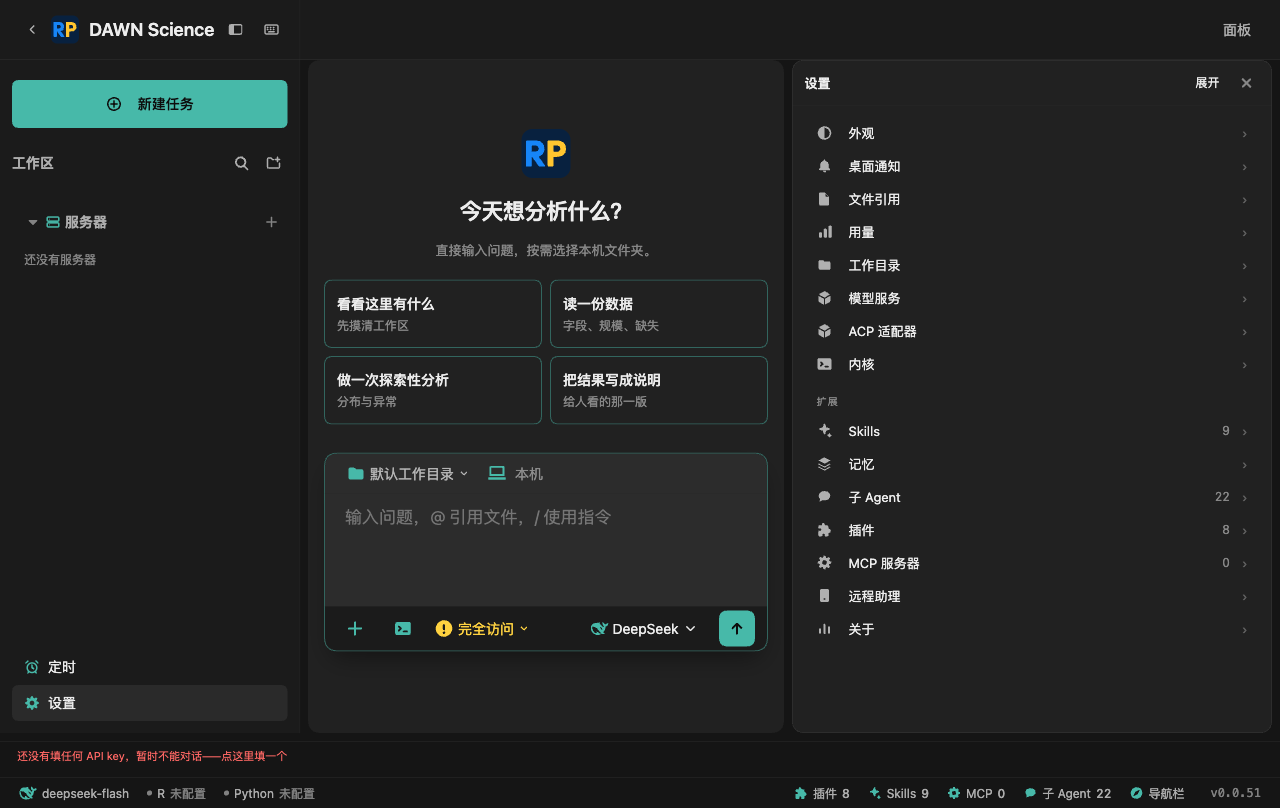 RP DAWN Science
面板
新建任务
工作区
服务器
还没有服务器
定时
设置
RP
今天想分析什么?
直接输入问题，按需选择本机文件夹。
看看这里有什么
先摸清工作区
读一份数据
字段、规模、缺失
做一次探索性分析
分布与异常
把结果写成说明
给人看的那一版
默认工作目录 本机
输入问题，@ 引用文件，/ 使用指令
完全访问 DeepSeek
设置 展开
外观
桌面通知
文件引用
用量
工作目录
模型服务
ACP 适配器
内核
扩展
Skills 9
记忆
子 Agent 22
插件 8
MCP 服务器 0
远程助理
关于
还没有填任何 API key，暂时不能对话——点这里填一个
deepseek-flash R 未配置 Python 未配置 插件 8 Skills 9 MCP 0 子 Agent 22 导航栏 v0.0.51